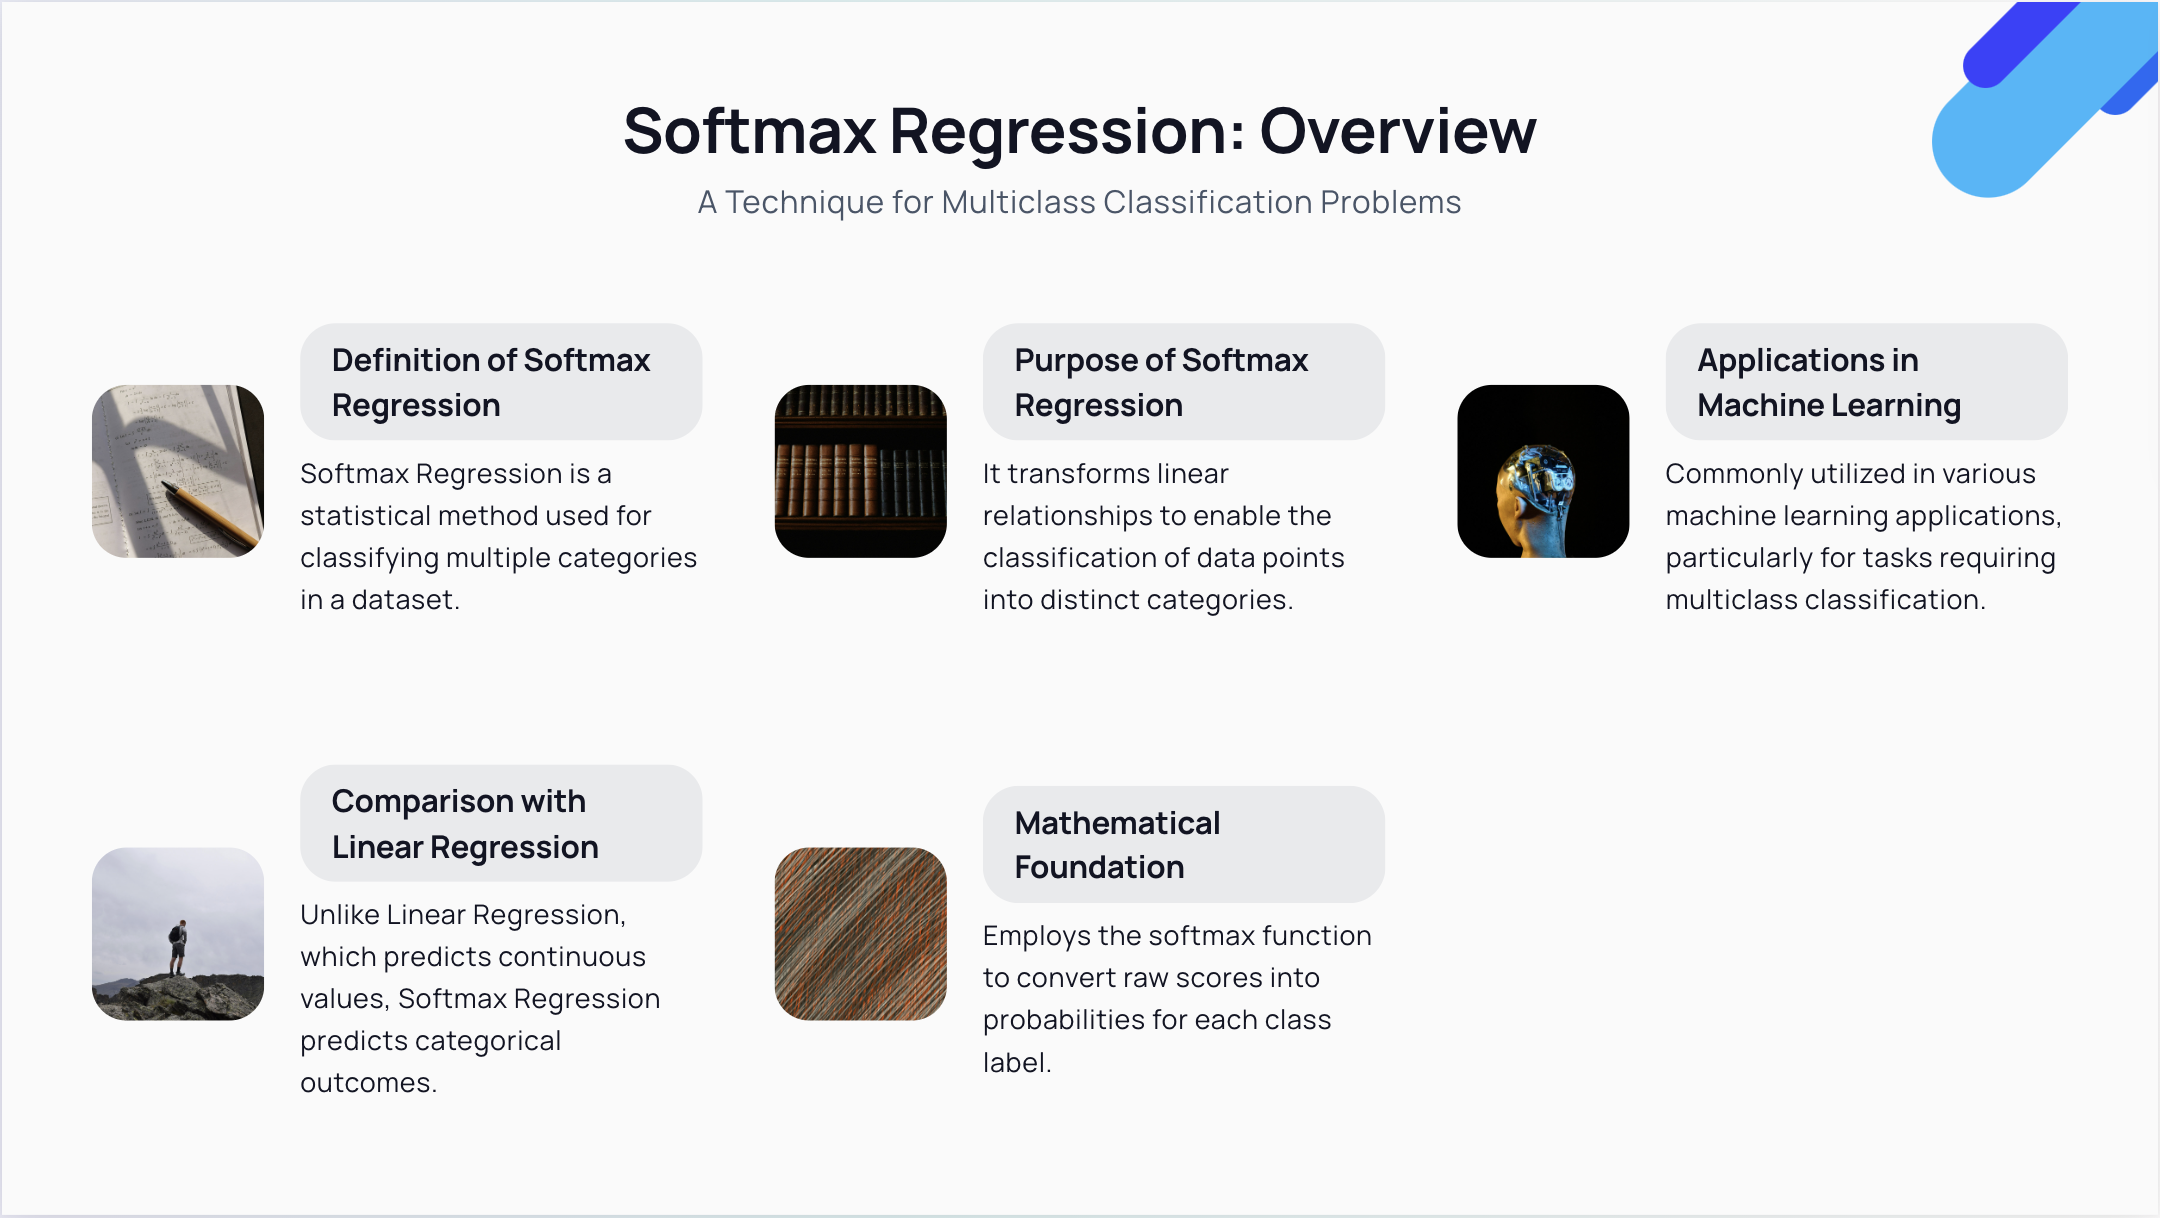 Softmax Regression: Overview
A Technique for Multiclass Classification Problems
Definition of Softmax
Regression
Softmax Regression is a
statistical method used for
classifying multiple categories
in a dataset.
Purpose of Softmax
Regression
It transforms linear
relationships to enable the
classification of data points
into distinct categories.
Applications in
Machine Learning
Commonly utilized in various
machine learning applications,
particularly for tasks requiring
multiclass classification.
Comparison with
Linear Regression
Unlike Linear Regression,
which predicts continuous
values, Softmax Regression
predicts categorical
outcomes.
Mathematical
Foundation
Employs the softmax function
to convert raw scores into
probabilities for each class
label.